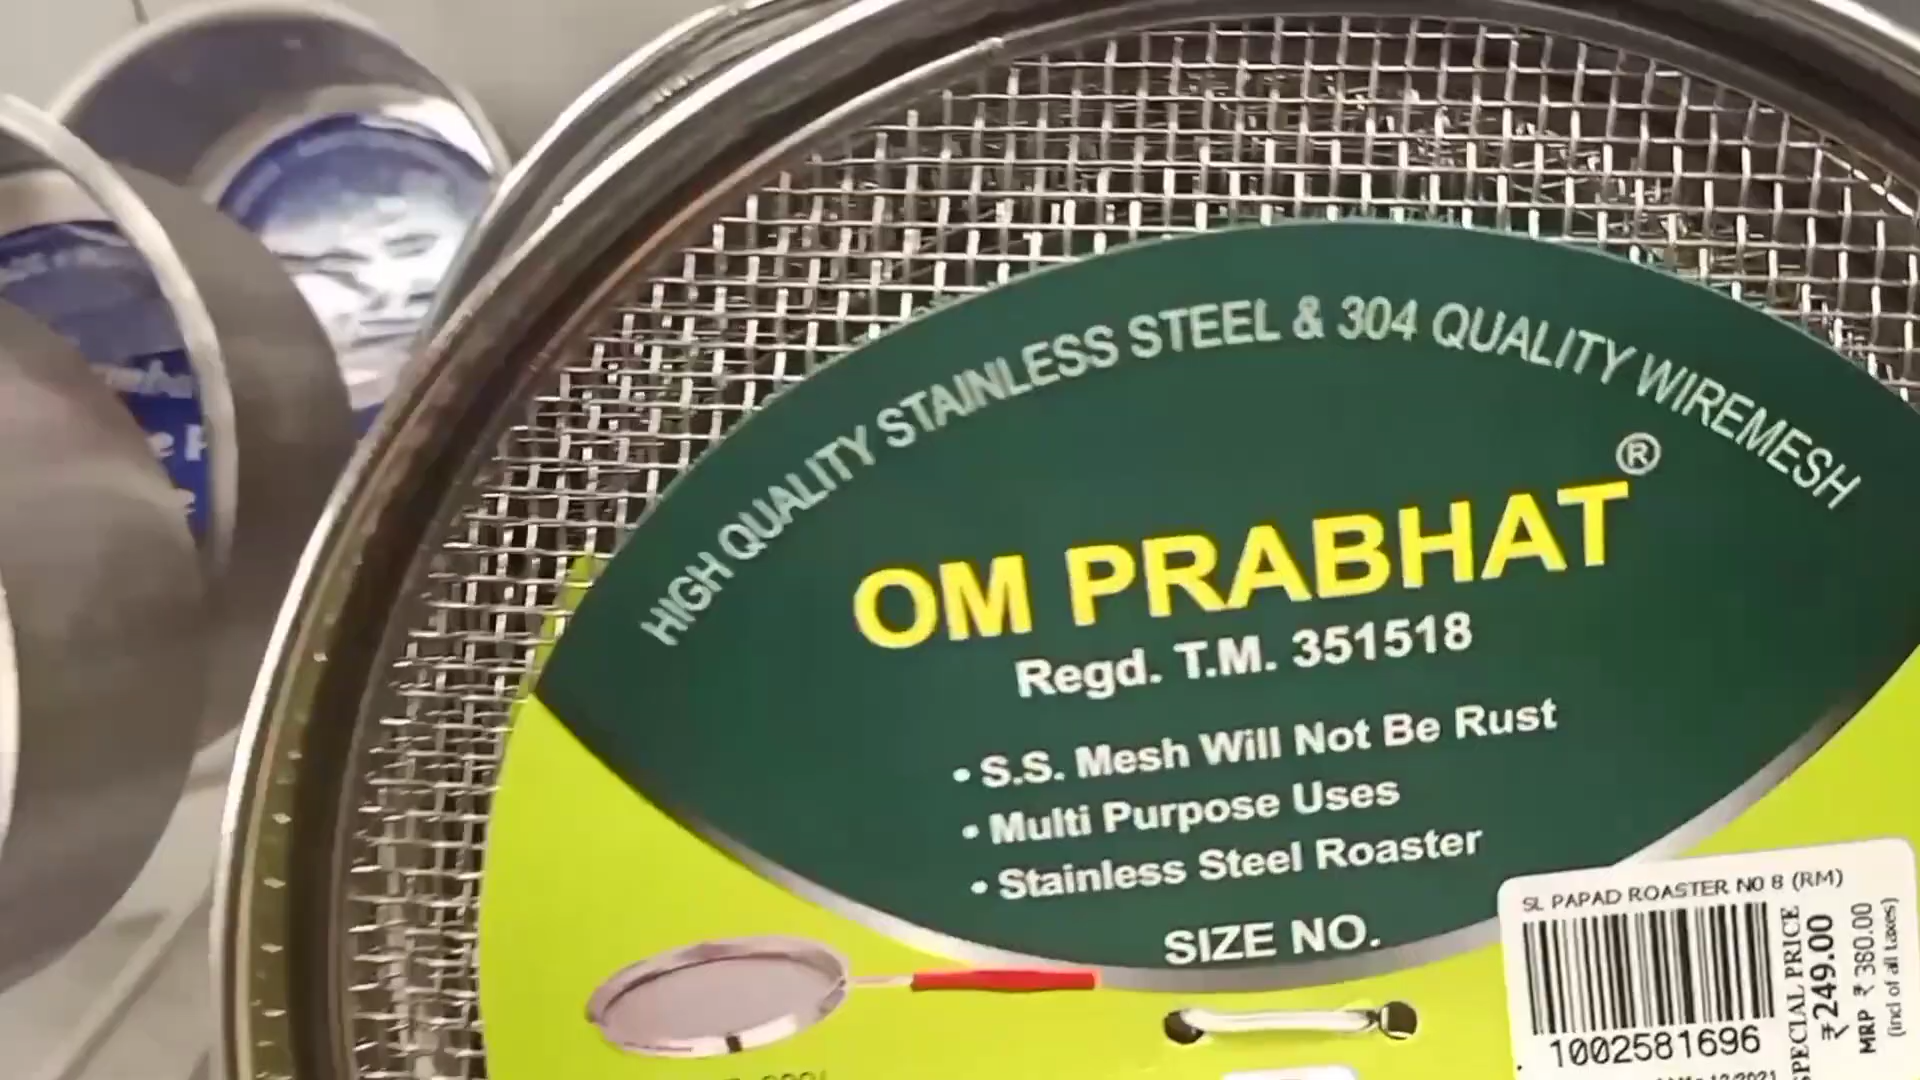 HIGH QUALITY STAINLESS STEEL & 304 QUALITY WIREMESH
®
OM PRABHAT
Regd. T.M. 351518
• S.S. Mesh Will Not Be Rust
• Multi Purpose Uses
• Stainless Steel Roaster
SIZE NO.
SL PAPAD ROASTER NO 8 (RM)
1002581696
SPECIAL PRICE
₹249.00
MRP ₹ 380.00
(incl of all taxes)